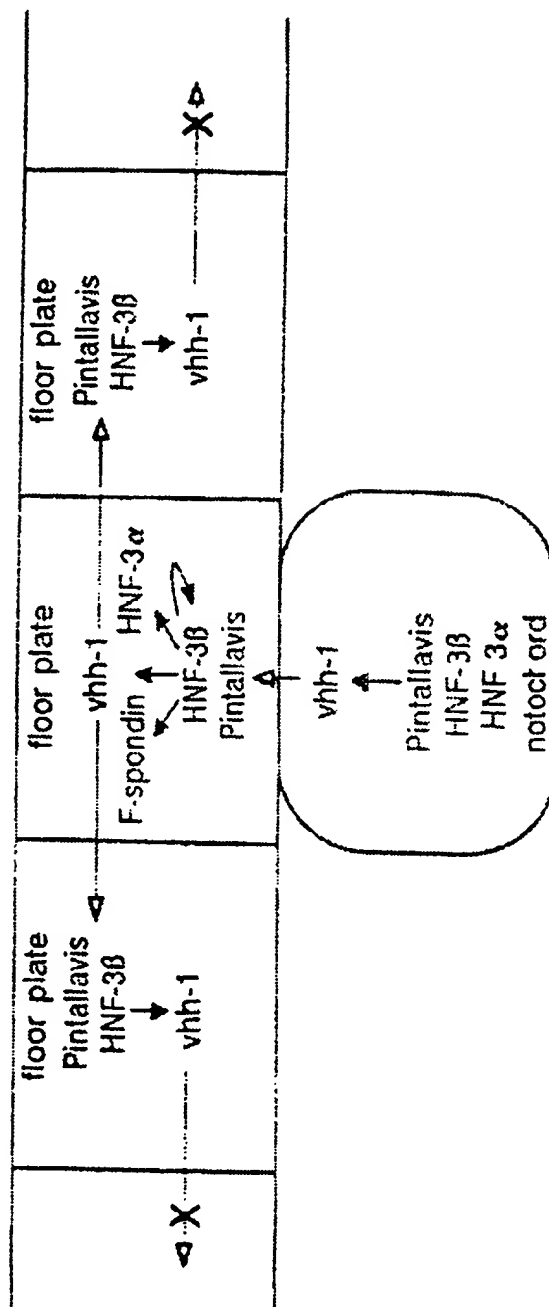 floor plate
Pintallavis
HNF-3β
vhh-1
X
floor plate
vhh-1
F-spondin HNF-3α
HNF-3β
Pintallavis
floor plate
Pintallavis
HNF-3β
vhh-1
X
vhh-1
Pintallavis
HNF-3β
HNF 3α
notoct ord